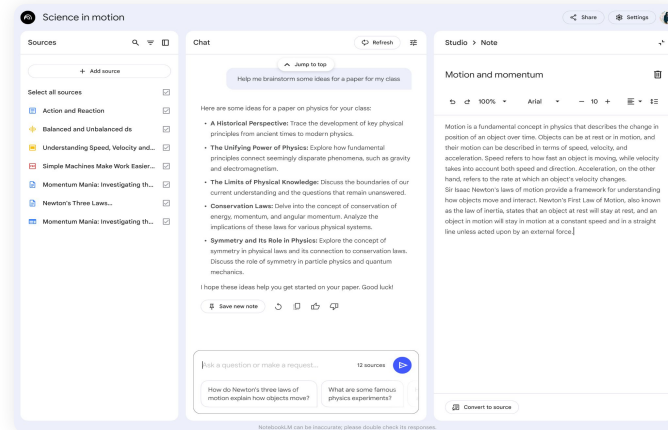 Science in motion
Share
Settings
Sources
+ Add source
Select all sources
Action and Reaction
Balanced and Unbalanced ds
Understanding Speed, Velocity and...
Simple Machines Make Work Easier...
Momentum Mania: Investigating th...
Newton's Three Laws...
Momentum Mania: Investigating th...
Chat
Refresh
Jump to top
Help me brainstorm some ideas for a paper for my class
Here are some ideas for a paper on physics for your class:
• A Historical Perspective: Trace the development of key physical
principles from ancient times to modern physics.
• The Unifying Power of Physics: Explore how fundamental
principles connect seemingly disparate phenomena, such as gravity
and electromagnetism.
• The Limits of Physical Knowledge: Discuss the boundaries of our
current understanding and the questions that remain unanswered.
• Conservation Laws: Delve into the concept of conservation of
energy, momentum, and angular momentum. Analyze the
implications of these laws for various physical systems.
• Symmetry and Its Role in Physics: Explore the concept of
symmetry in physical laws and its connection to conservation laws.
Discuss the role of symmetry in particle physics and quantum
mechanics.
I hope these ideas help you get started on your paper. Good luck!
Save new note
Ask a question or make a request...
12 sources
How do Newton's three laws of
motion explain how objects move?
What are some famous
physics experiments?
Studio > Note
Motion and momentum
100%
Arial
− 10 +
Motion is a fundamental concept in physics that describes the change in
position of an object over time. Objects can be at rest or in motion, and
their motion can be described in terms of speed, velocity, and
acceleration. Speed refers to how fast an object is moving, while velocity
takes into account both speed and direction. Acceleration, on the other
hand, refers to the rate at which an object's velocity changes.
Sir Isaac Newton's laws of motion provide a framework for understanding
how objects move and interact. Newton's First Law of Motion, also known
as the law of inertia, states that an object at rest will stay at rest, and an
object in motion will stay in motion at a constant speed and in a straight
line unless acted upon by an external force.
Convert to source
NotebookLM can be inaccurate; please double check its responses.